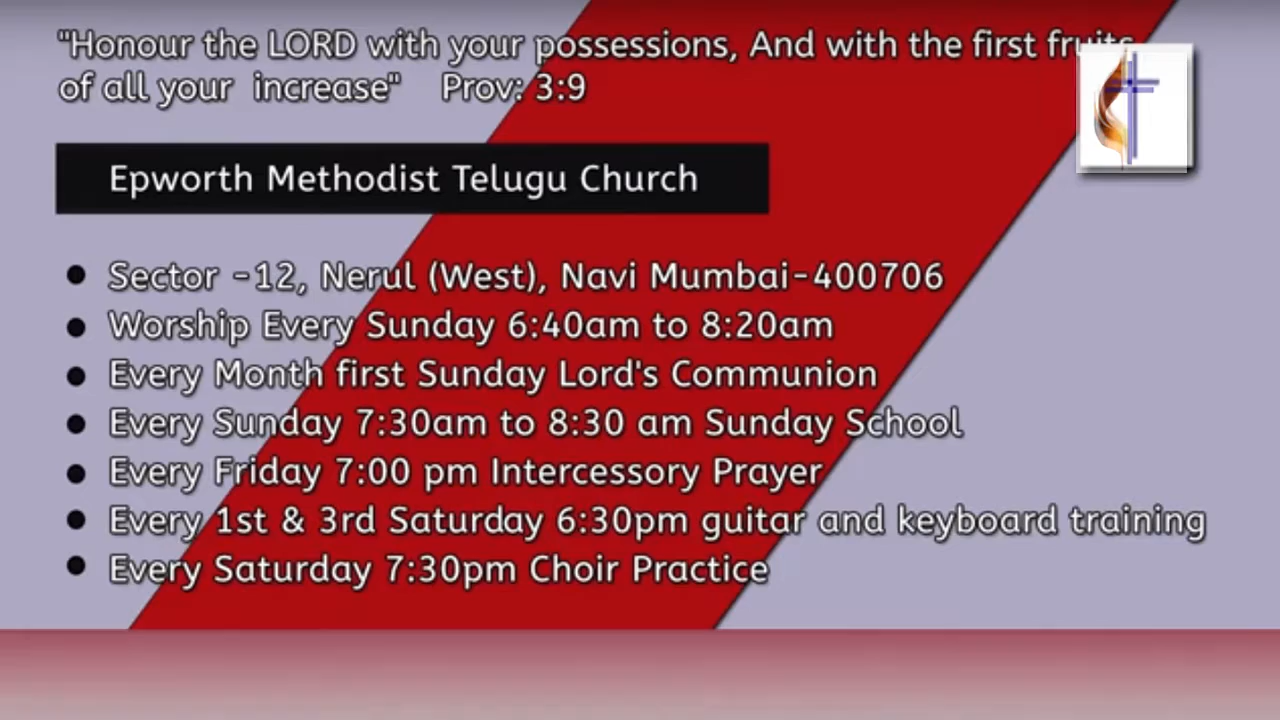 "Honour the LORD with your possessions, And with the first fruits
of all your increase" Prov: 3:9
Epworth Methodist Telugu Church
Sector -12, Nerul (West), Navi Mumbai-400706
Worship Every Sunday 6:40am to 8:20am
Every Month first Sunday Lord's Communion
Every Sunday 7:30am to 8:30 am Sunday School
Every Friday 7:00 pm Intercessory Prayer
Every 1st & 3rd Saturday 6:30pm guitar and keyboard training
Every Saturday 7:30pm Choir Practice